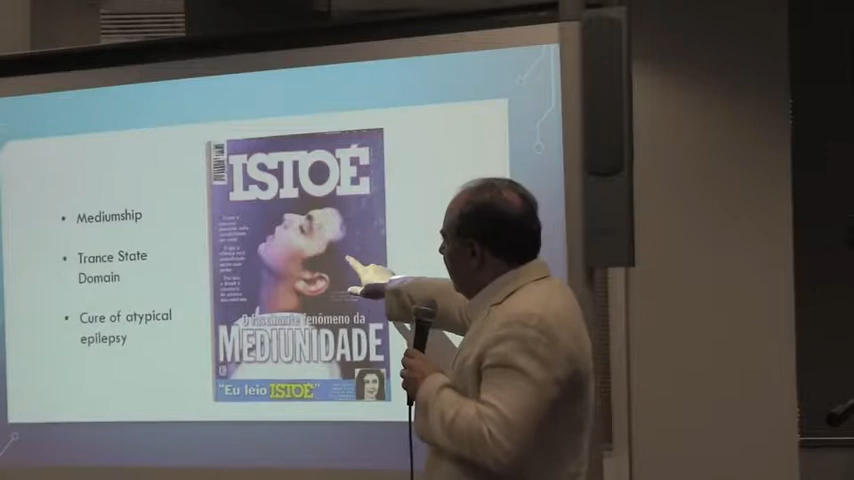 • Mediumship
• Trance State
Domain
• Cure of Atypical
epilepsy
ISTOÉ
O fascinante fenômeno da
MEDIUNIDADE
"Eu leio ISTOÉ"